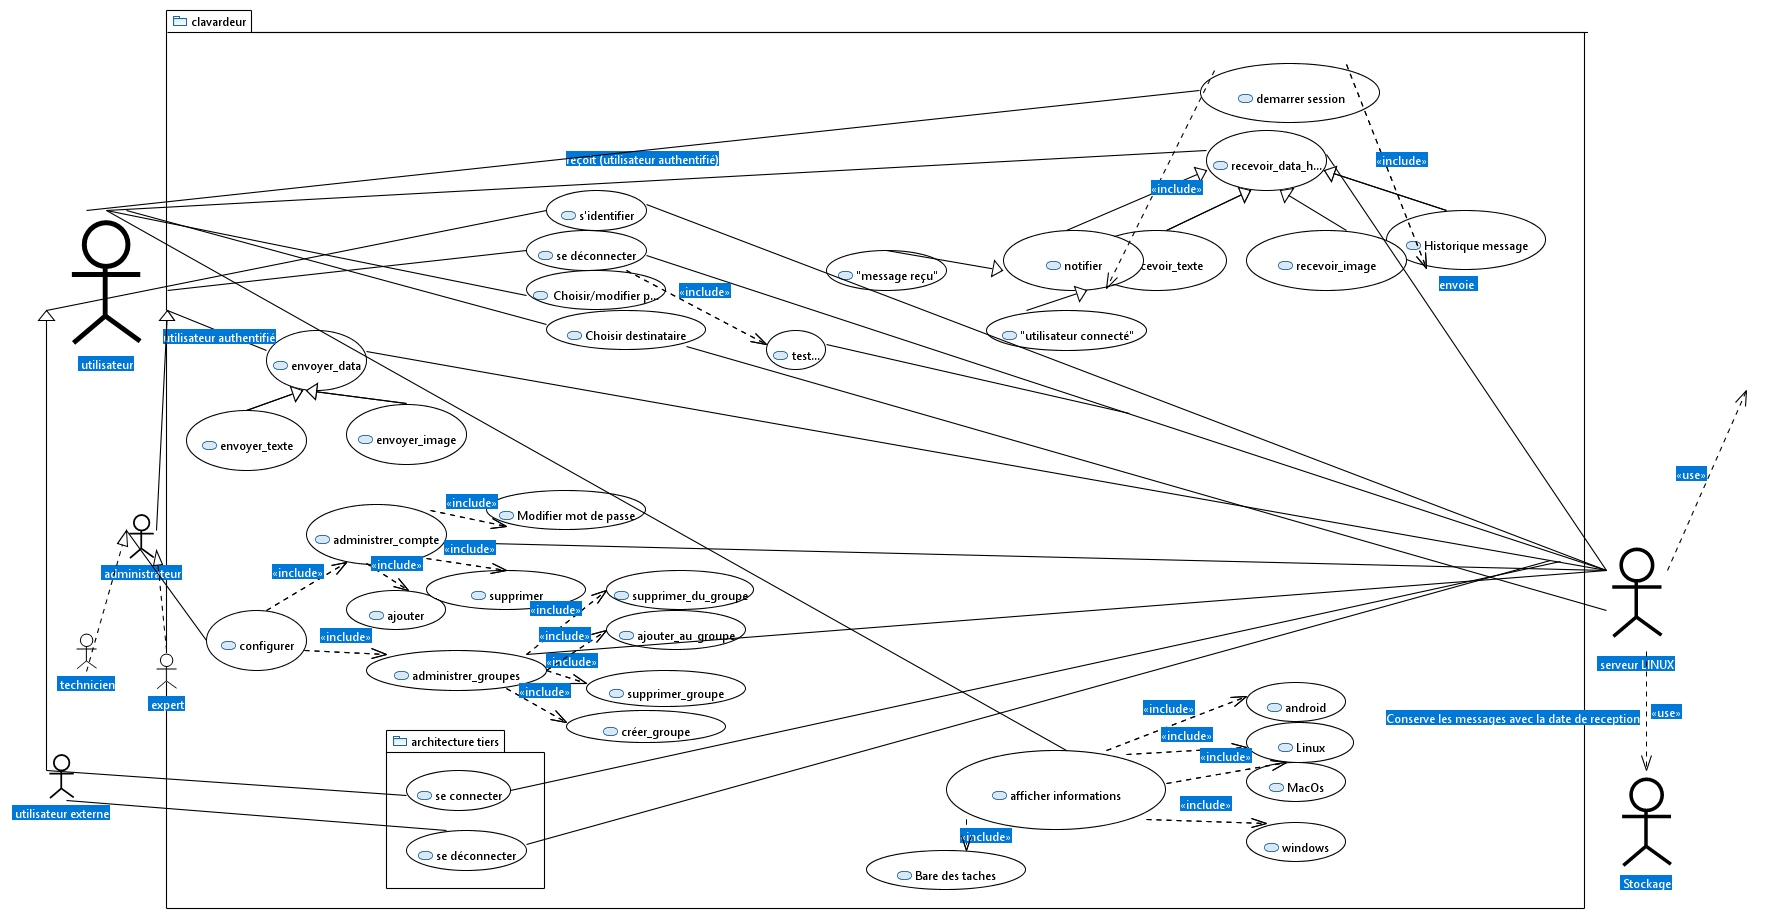 clavardeur
demarrer session
reçoit (utilisateur authentifié)
«include»
recevoir_data_h...
«include»
s'identifier
Historique message
se déconnecter
notifier
cevoir_texte
recevoir_image
"message reçu"
envoie
«include»
Choisir/modifier p...
utilisateur authentifié
Choisir destinataire
"utilisateur connecté"
test...
utilisateur
envoyer_data
envoyer_texte
envoyer_image
«use»
«include»
Modifier mot de passe
administrer_compte
«include»
«include»
«include»
administrateur
supprimer
supprimer_du_groupe
«include»
ajouter
«include»
«include»
ajouter_au_groupe
configurer
«include»
serveur LINUX
technicien
administrer_groupes
«include»
supprimer_groupe
expert
«include»
android
Conserve les messages avec la date de reception
«use»
créer_groupe
«include»
architecture tiers
Linux
«include»
MacOs
se connecter
afficher informations
«include»
utilisateur externe
«include»
windows
se déconnecter
Bare des taches
Stockage